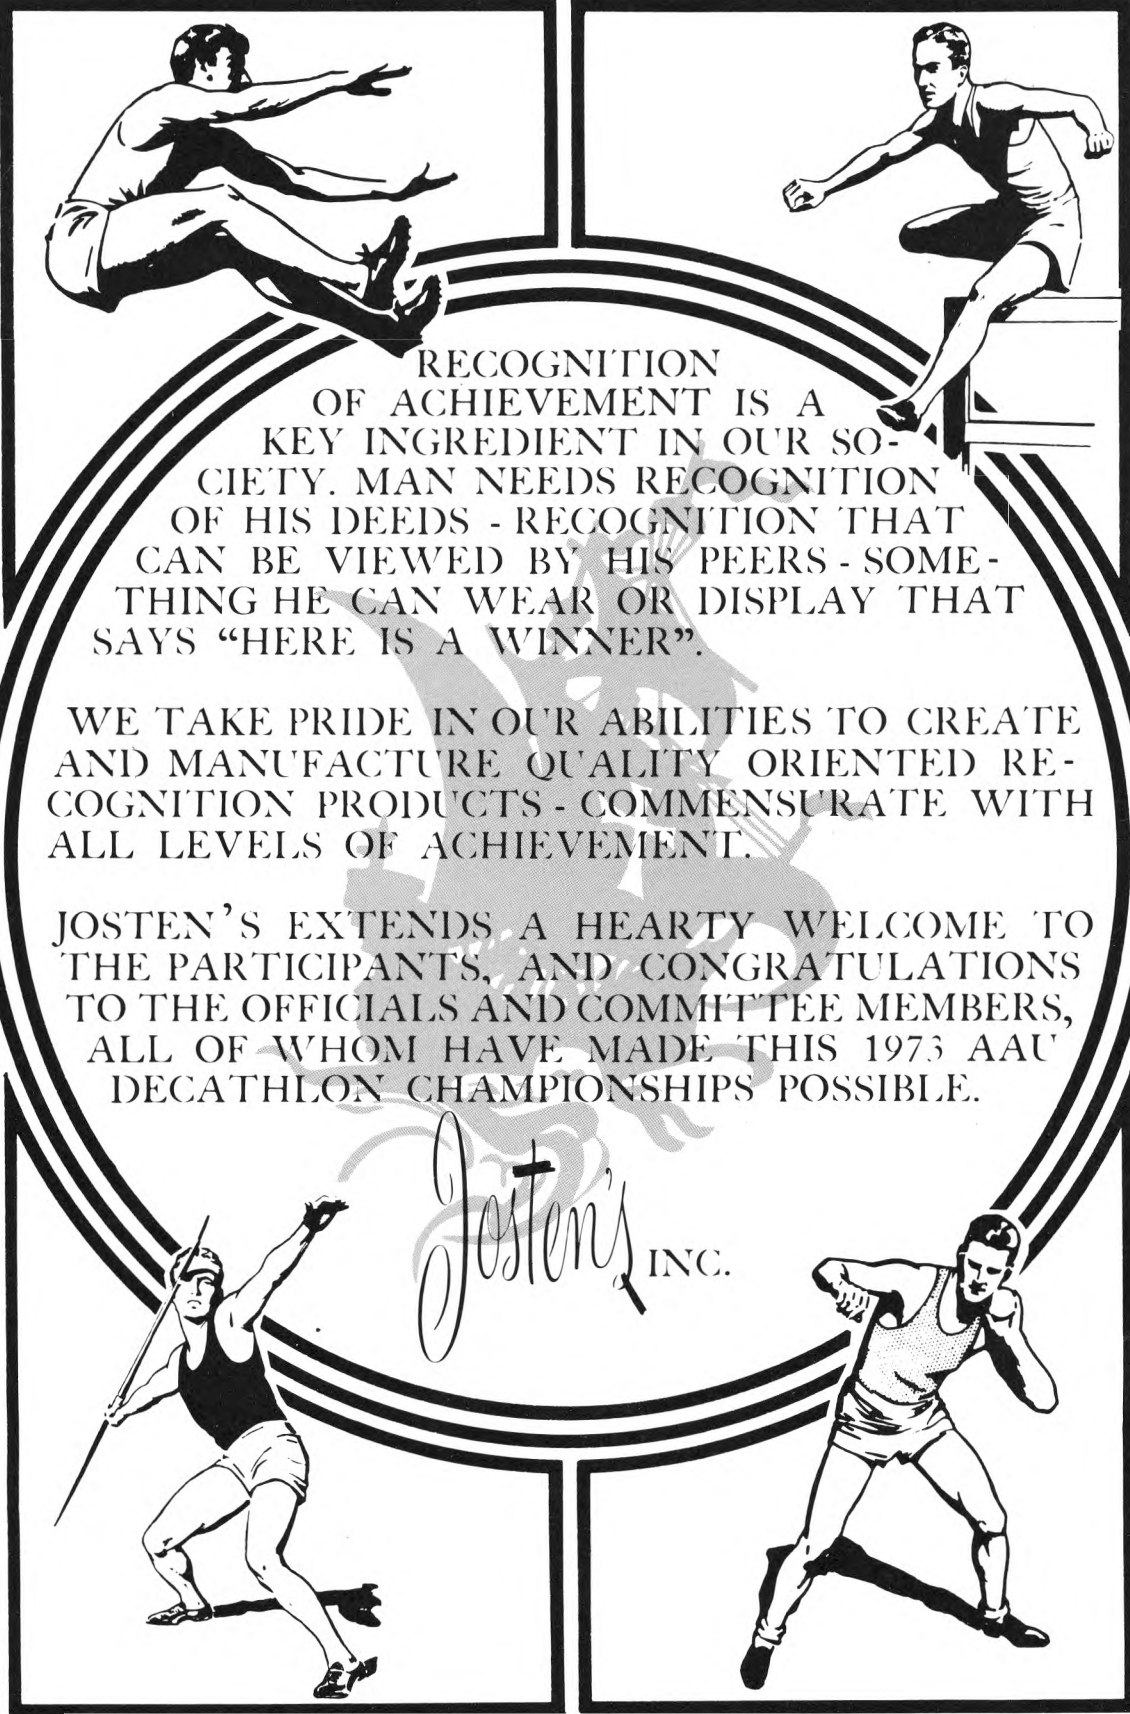 RECOGNITION
OF ACHIEVEMENT IS A
KEY INGREDIENT IN OUR SO-
CIETY. MAN NEEDS RECOGNITION
OF HIS DEEDS - RECOGNITION THAT
CAN BE VIEWED BY HIS PEERS - SOME-
THING HE CAN WEAR OR DISPLAY THAT
SAYS “HERE IS A WINNER”.
WE TAKE PRIDE IN OUR ABILITIES TO CREATE
AND MANUFACTURE QUALITY ORIENTED RE-
COGNITION PRODUCTS - COMMENSURATE WITH
ALL LEVELS OF ACHIEVEMENT.
JOSTEN'S EXTENDS A HEARTY WELCOME TO
THE PARTICIPANTS, AND CONGRATULATIONS
TO THE OFFICIALS AND COMMITTEE MEMBERS,
ALL OF WHOM HAVE MADE THIS 1973 AAU
DECATHLON CHAMPIONSHIPS POSSIBLE.
Josten's INC.